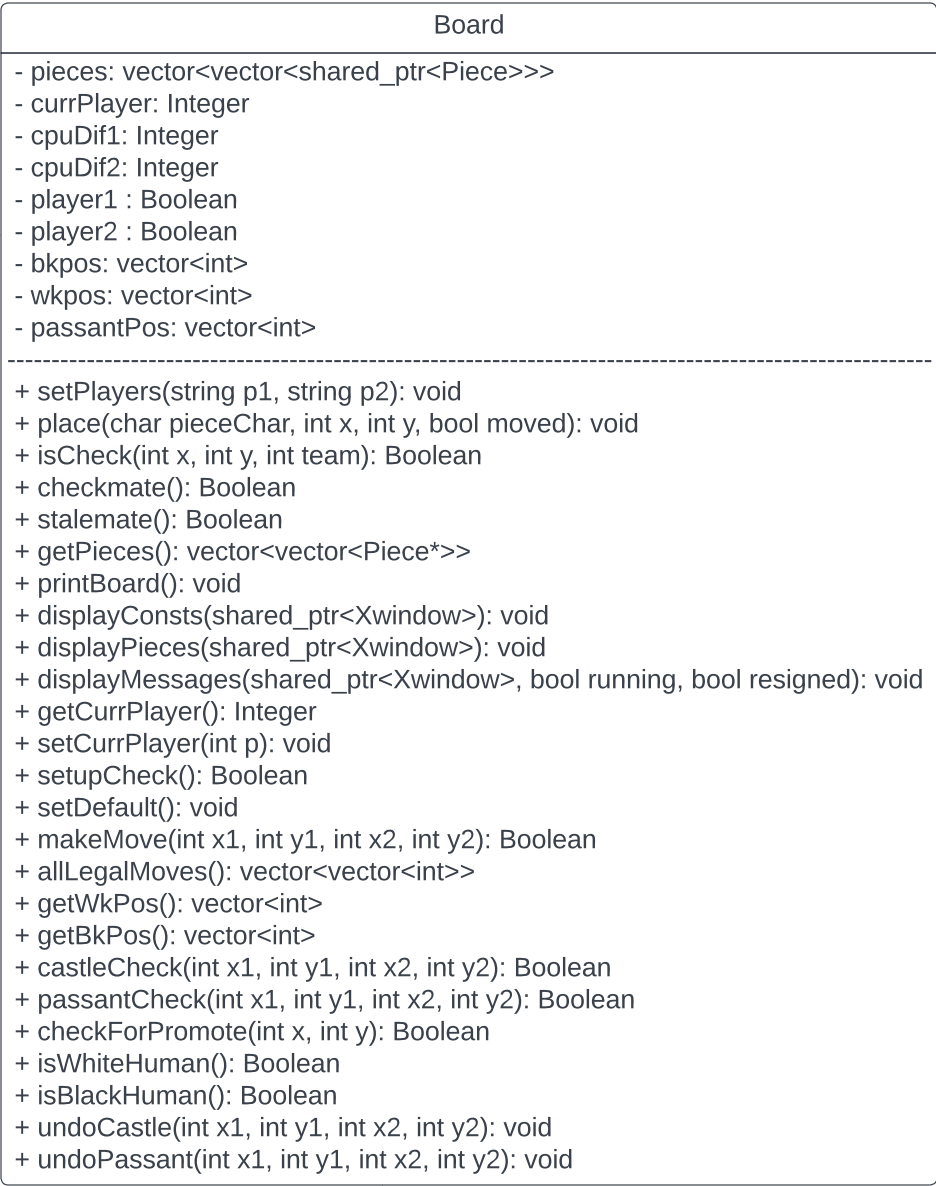 Board
- pieces: vector<vector<shared_ptr<Piece>>>
- currPlayer: Integer
- cpuDif1: Integer
- cpuDif2: Integer
- player1 : Boolean
- player2 : Boolean
- bkpos: vector<int>
- wkpos: vector<int>
- passantPos: vector<int>
+ setPlayers(string p1, string p2): void
+ place(char pieceChar, int x, int y, bool moved): void
+ isCheck(int x, int y, int team): Boolean
+ checkmate(): Boolean
+ stalemate(): Boolean
+ getPieces(): vector<vector<Piece*>>
+ printBoard(): void
+ displayConsts(shared_ptr<Xwindow>): void
+ displayPieces(shared_ptr<Xwindow>): void
+ displayMessages(shared_ptr<Xwindow>, bool running, bool resigned): void
+ getCurrPlayer(): Integer
+ setCurrPlayer(int p): void
+ setupCheck(): Boolean
+ setDefault(): void
+ makeMove(int x1, int y1, int x2, int y2): Boolean
+ allLegalMoves(): vector<vector<int>>
+ getWkPos(): vector<int>
+ getBkPos(): vector<int>
+ castleCheck(int x1, int y1, int x2, int y2): Boolean
+ passantCheck(int x1, int y1, int x2, int y2): Boolean
+ checkForPromote(int x, int y): Boolean
+ isWhiteHuman(): Boolean
+ isBlackHuman(): Boolean
+ undoCastle(int x1, int y1, int x2, int y2): void
+ undoPassant(int x1, int y1, int x2, int y2): void